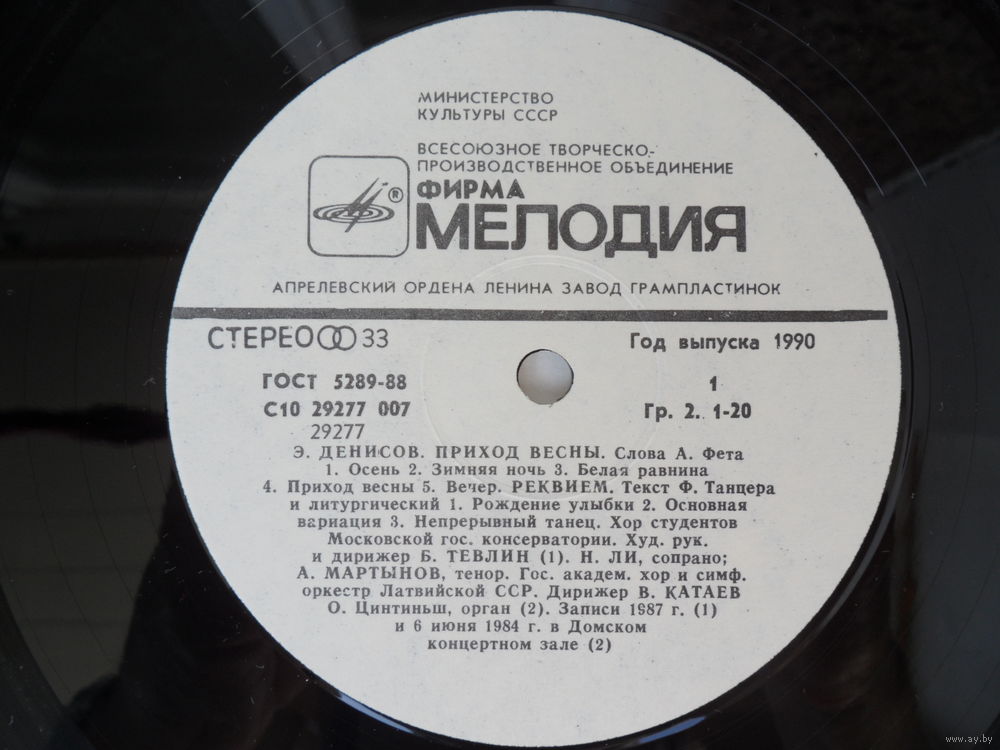 МИНИСТЕРСТВО
КУЛЬТУРЫ СССР
ВСЕСОЮЗНОЕ ТВОРЧЕСКО-
ПРОИЗВОДСТВЕННОЕ ОБЪЕДИНЕНИЕ
®
ФИРМА
МЕЛОДИЯ
АПРЕЛЕВСКИЙ ОРДЕНА ЛЕНИНА ЗАВОД ГРАМПЛАСТИНОК
СТЕРЕО 33
Год выпуска 1990
ГОСТ 5289-88
1
С10 29277 007
Гр. 2. 1-20
29277
Э. ДЕНИСОВ. ПРИХОД ВЕСНЫ. Слова А. Фета
1. Осень 2. Зимняя ночь 3. Белая равнина
4. Приход весны 5. Вечер. РЕКВИЕМ. Текст Ф. Танцера
и литургический 1. Рождение улыбки 2. Основная
вариация 3. Непрерывный танец. Хор студентов
Московской гос. консерватории. Худ. рук.
и дирижер Б. ТЕВЛИН (1). Н. ЛИ, сопрано;
А. МАРТЫНОВ, тенор. Гос. академ. хор и симф.
оркестр Латвийской ССР. Дирижер В. КАТАЕВ
О. Цинтиньш, орган (2). Записи 1987 г. (1)
и 6 июня 1984 г. в Домском
концертном зале (2)
www.ay.by